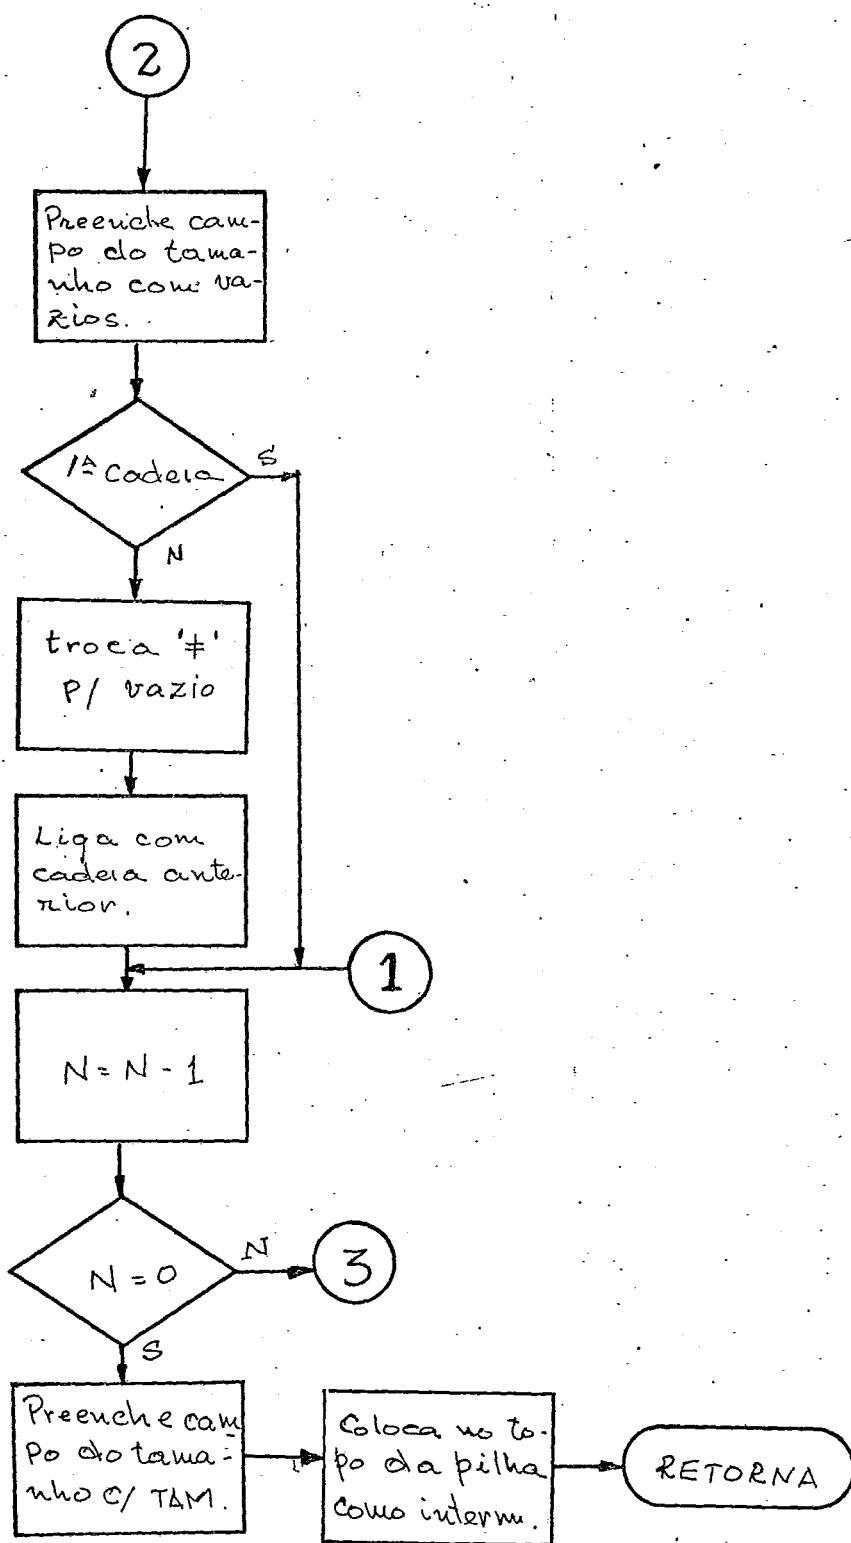 2
Preenche cam-
po do tama-
nho com va-
zios.
1ª Cadeia
S
N
troca '‡'
p/ vazio
Liga com
cadeia ante-
rior.
1
N = N - 1
N = 0
N
3
S
Preenche cam
po do tama-
nho c/ TAM.
Coloca no to-
po da pilha
como interm.
RETORNA